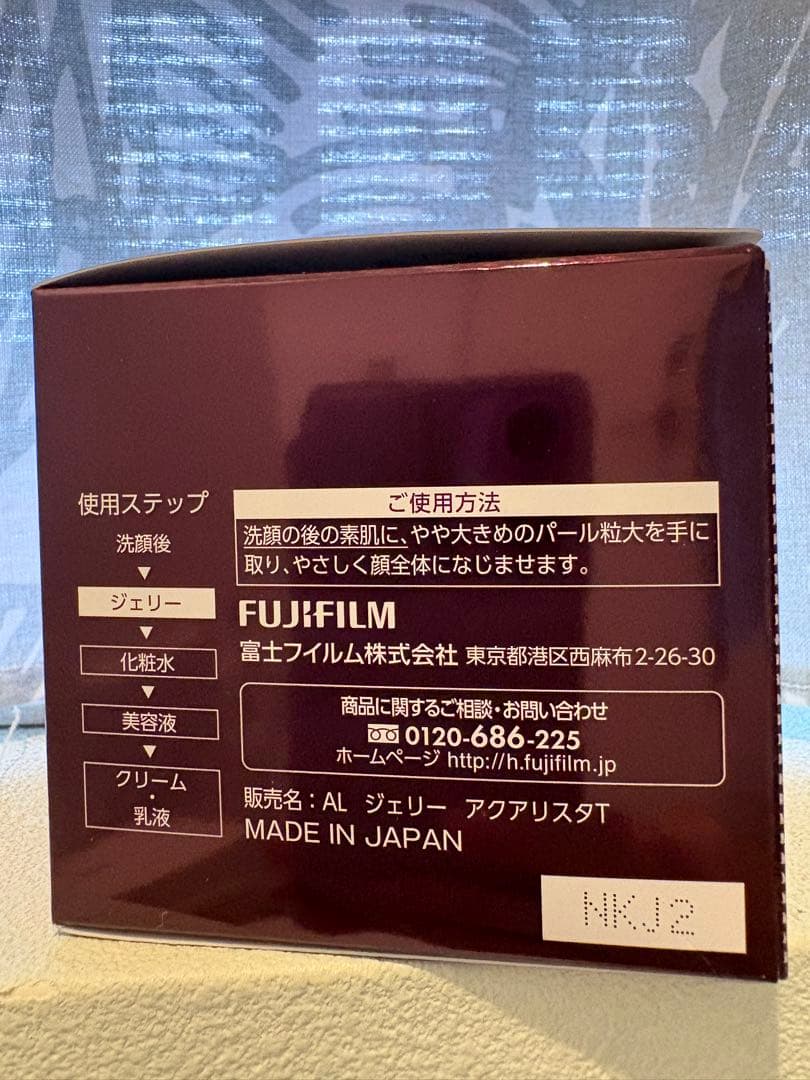 使用ステップ
洗顔後
▼
ジェリー
▼
化粧水
▼
美容液
▼
クリーム
・
乳液
ご使用方法
洗顔の後の素肌に、やや大きめのパール粒大を手に
取り、やさしく顔全体になじませます。
FUJIFILM
富士フイルム株式会社 東京都港区西麻布2-26-30
商品に関するご相談・お問い合わせ
0120-686-225
ホームページ http://h.fujifilm.jp
販売名：AL ジェリー アクアリスタT
MADE IN JAPAN
NKJ2